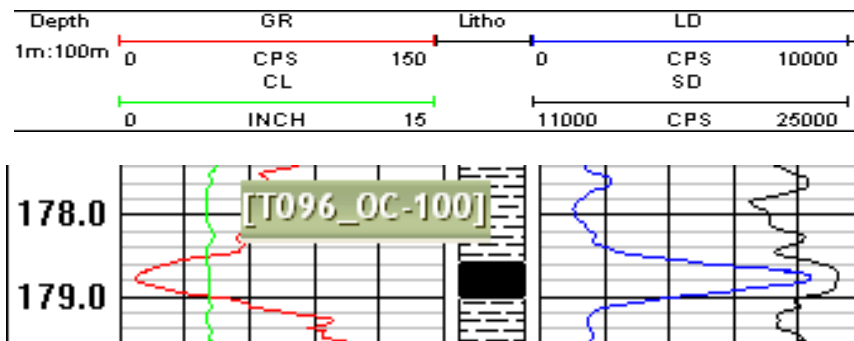 Depth GR Litho LD
1m:100m 0 CPS 150 0 CPS 10000
CL SD
0 INCH 15 11000 CPS 25000
178.0 [T096_OC-100]
179.0